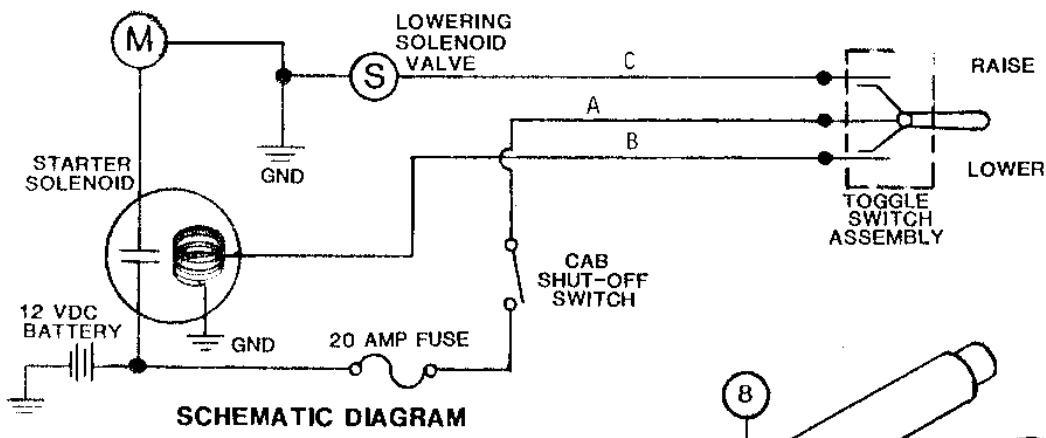 M
LOWERING
SOLENOID
VALVE
S
C
RAISE
A
B
STARTER
SOLENOID
GND
LOWER
TOGGLE
SWITCH
ASSEMBLY
CAB
SHUT-OFF
SWITCH
12 VDC
BATTERY
GND
20 AMP FUSE
8
SCHEMATIC DIAGRAM